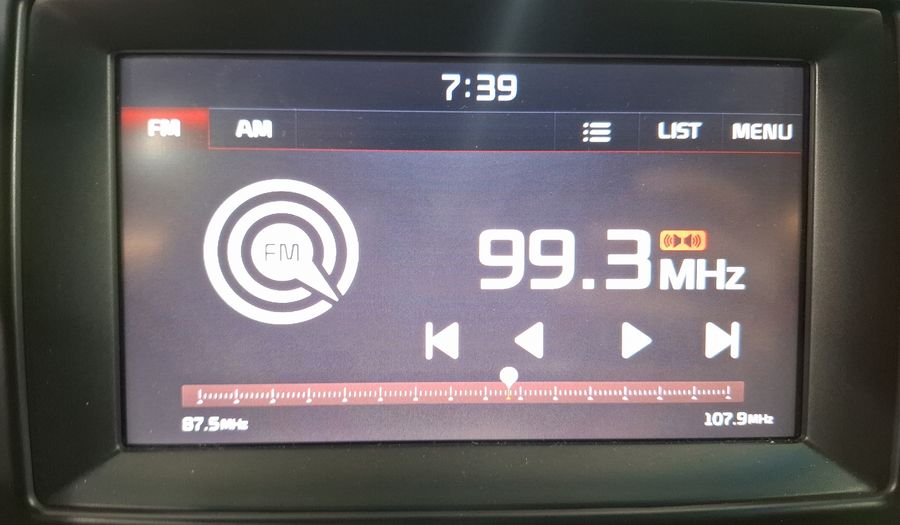 7:39
FM AM LIST MENU
FM
99.3 MHz
87.5MHz 107.9MHz